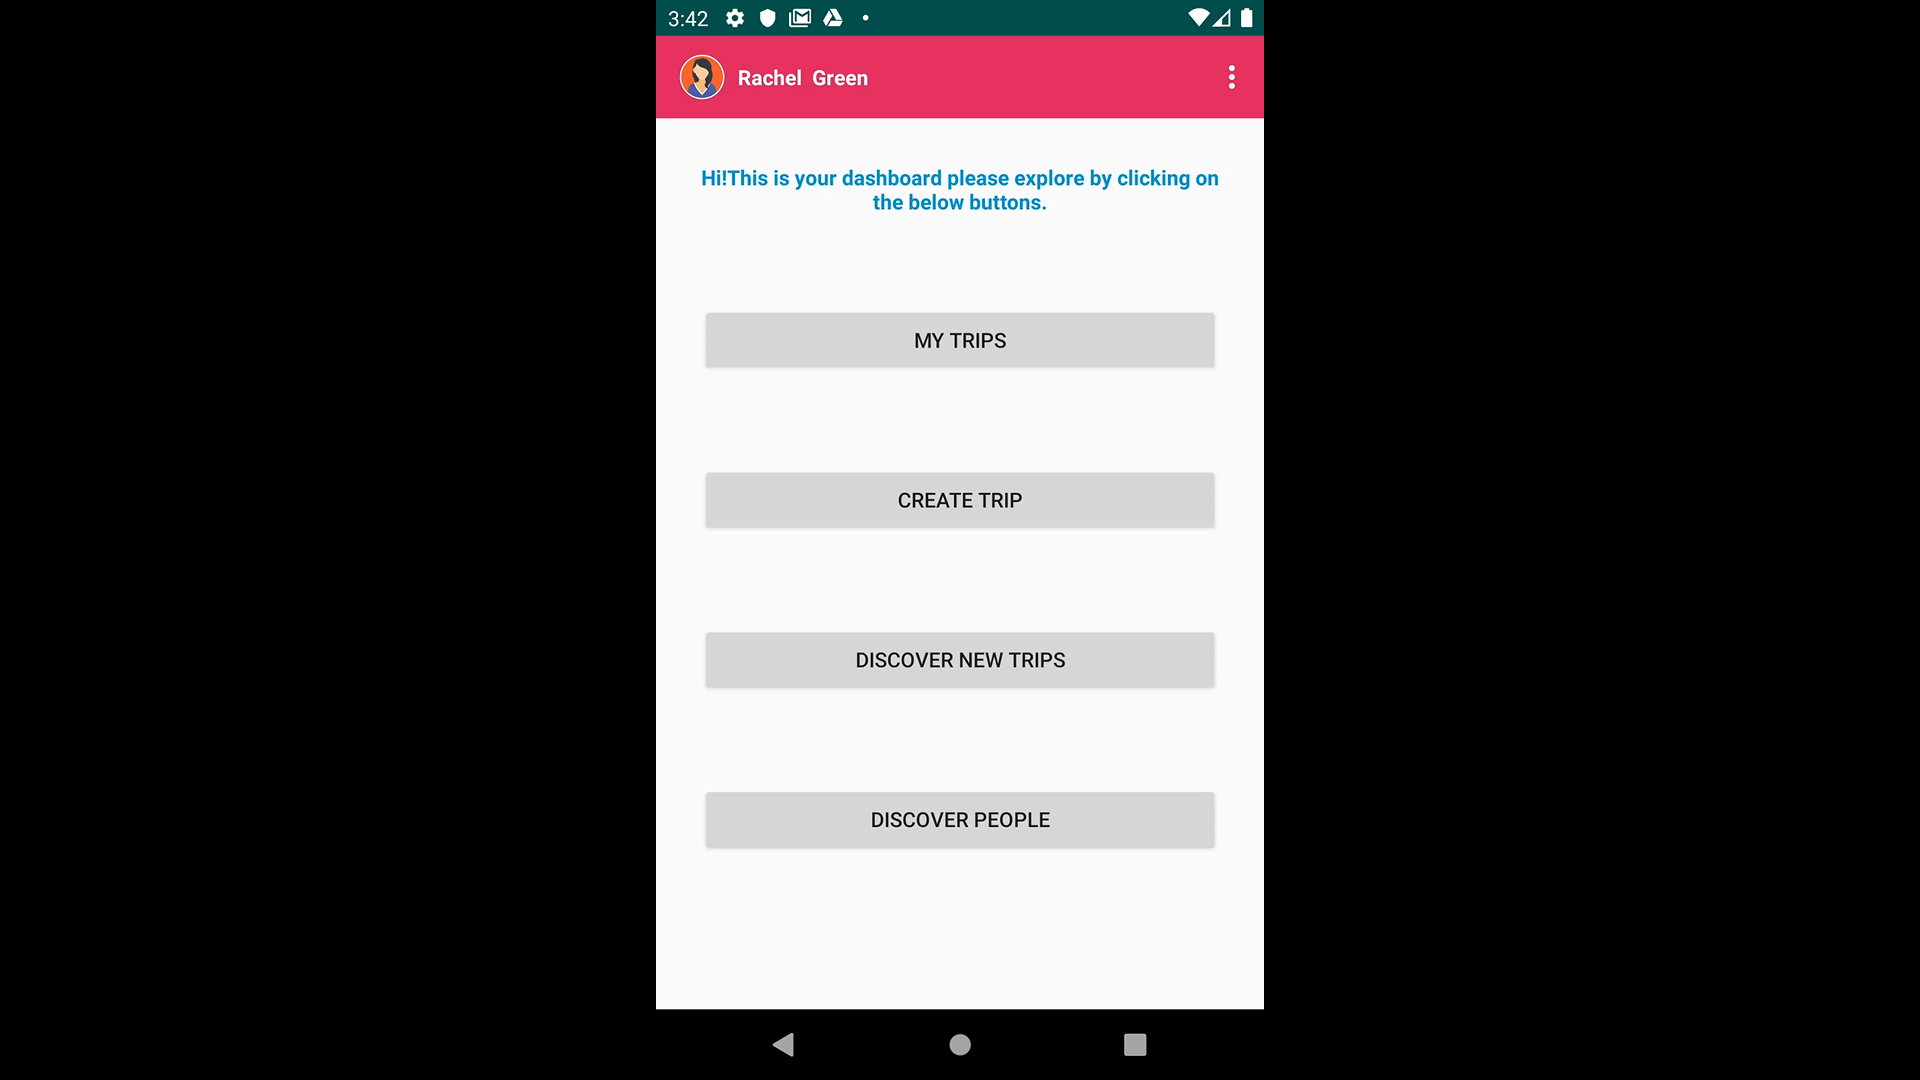 3:42
Rachel  Green
Hi!This is your dashboard please explore by clicking on
the below buttons.
MY TRIPS
CREATE TRIP
DISCOVER NEW TRIPS
DISCOVER PEOPLE